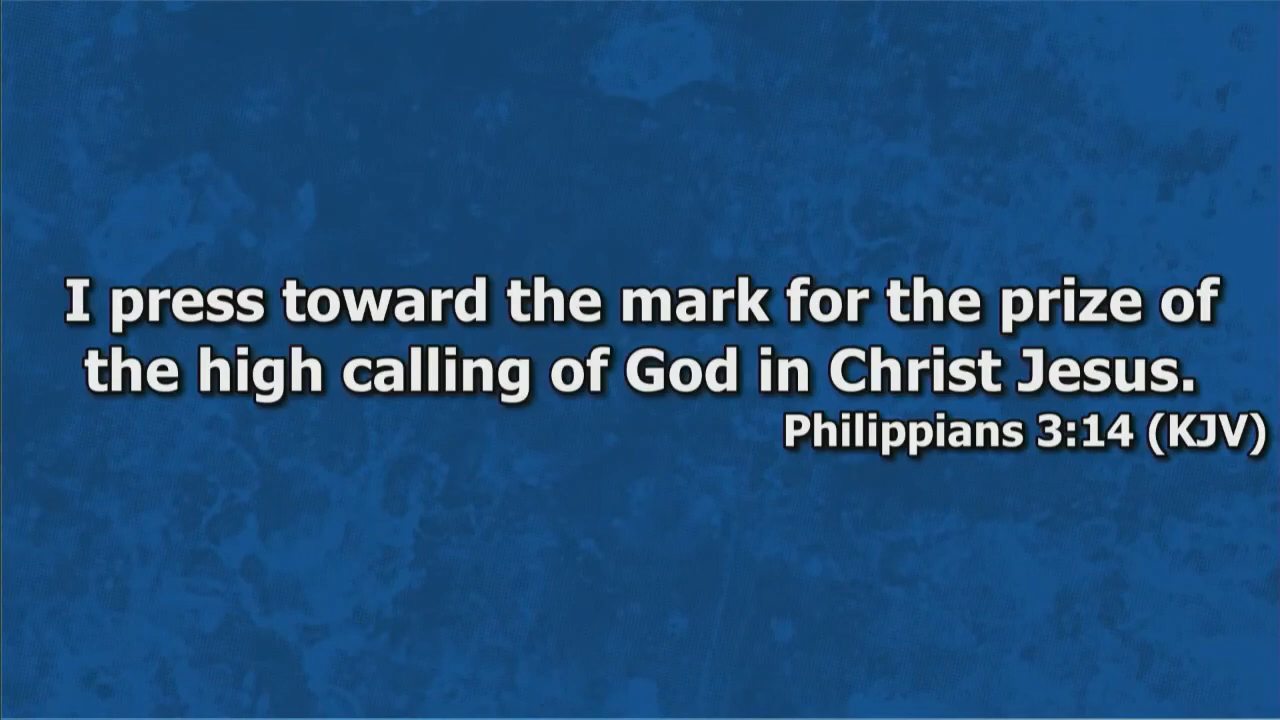 I press toward the mark for the prize of
the high calling of God in Christ Jesus.
Philippians 3:14 (KJV)